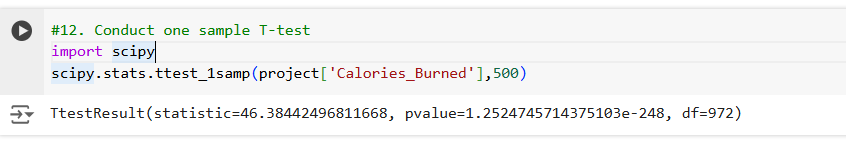 #12. Conduct one sample T-test
import scipy
scipy.stats.ttest_1samp(project['Calories_Burned'],500)
TtestResult(statistic=46.38442496811668, pvalue=1.2524745714375103e-248, df=972)